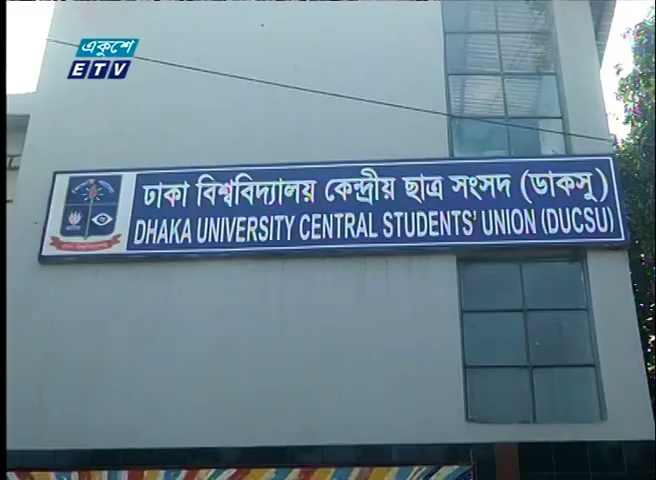 একুশে
ETV
ঢাকা বিশ্ববিদ্যালয় কেন্দ্রীয় ছাত্র সংসদ (ডাকসু)
DHAKA UNIVERSITY CENTRAL STUDENTS' UNION (DUCSU)